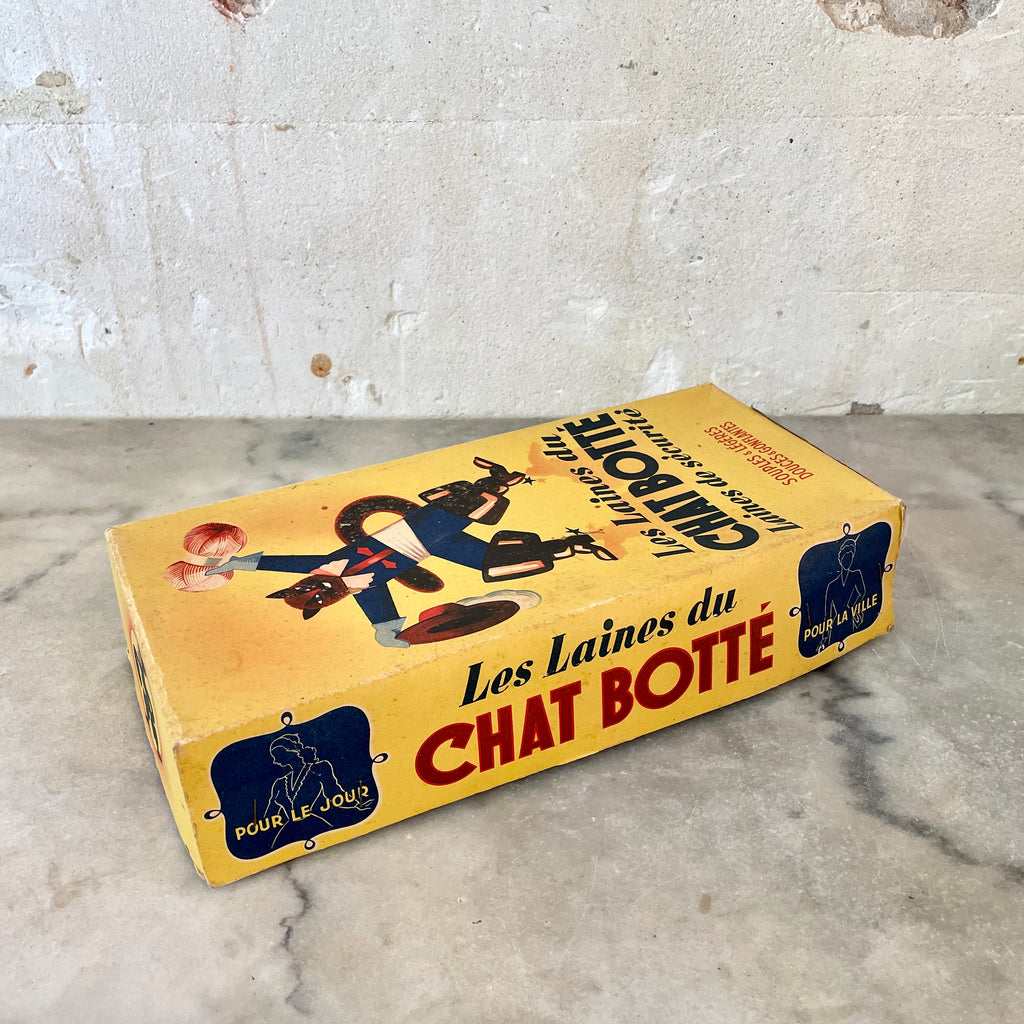 Les Laines du
CHAT BOTTÉ
Laines de sécurité
SOUPLES & LÉGÈRES
DOUCES & GONFLANTES
Les Laines du
CHAT BOTTÉ
POUR LE JOUR
POUR LA VILLE